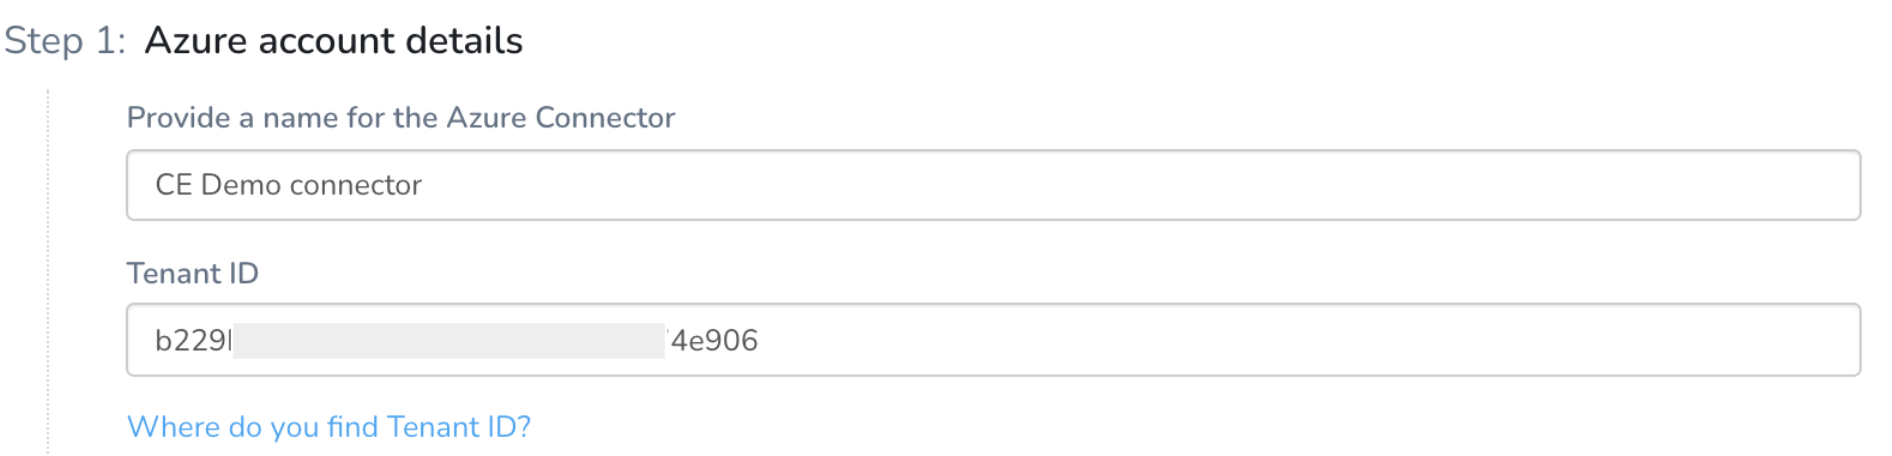 Step 1: Azure account details
Provide a name for the Azure Connector
CE Demo connector
Tenant ID
b229 4e906
Where do you find Tenant ID?